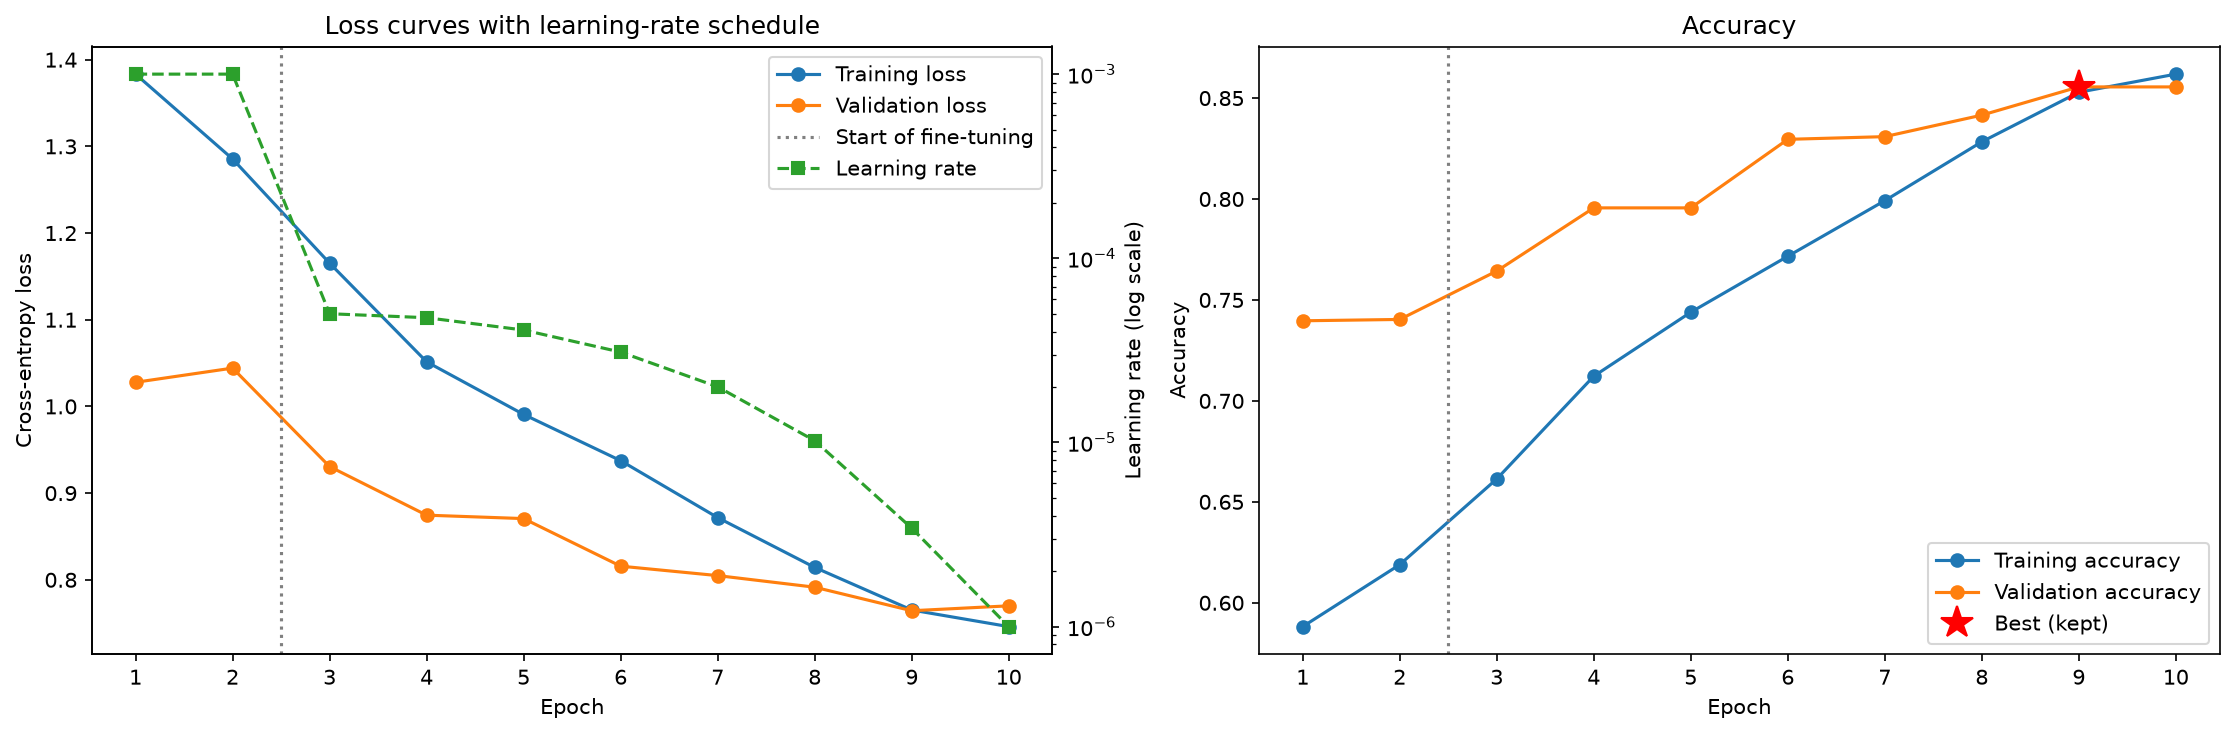 Loss curves with learning-rate schedule
1.4
1.3
1.2
1.1
1.0
0.9
0.8
Cross-entropy loss
Training loss
Validation loss
Start of fine-tuning
Learning rate
10⁻³
10⁻⁴
10⁻⁵
10⁻⁶
Learning rate (log scale)
1 2 3 4 5 6 7 8 9 10
Epoch
Accuracy
0.85
0.80
0.75
0.70
0.65
0.60
Accuracy
Training accuracy
Validation accuracy
Best (kept)
1 2 3 4 5 6 7 8 9 10
Epoch